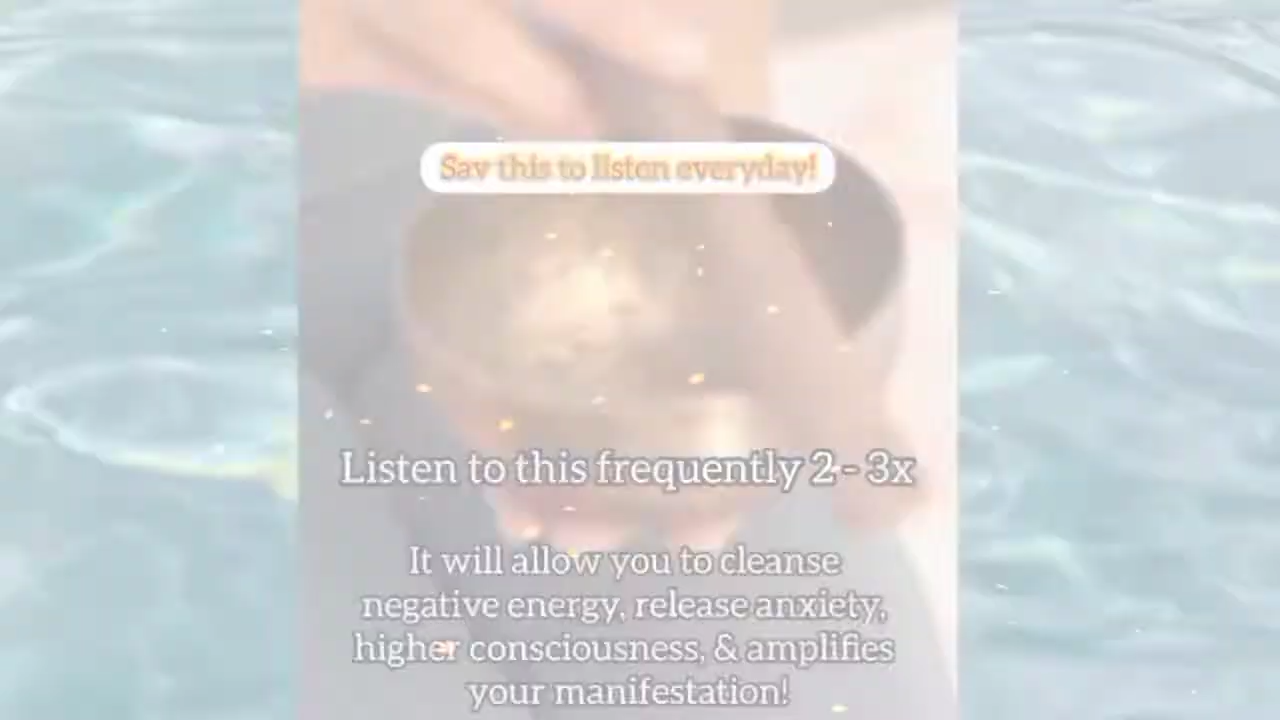 Sav this to listen everyday!
Listen to this frequently 2 - 3x
It will allow you to cleanse
negative energy, release anxiety,
higher consciousness, & amplifies
your manifestation!